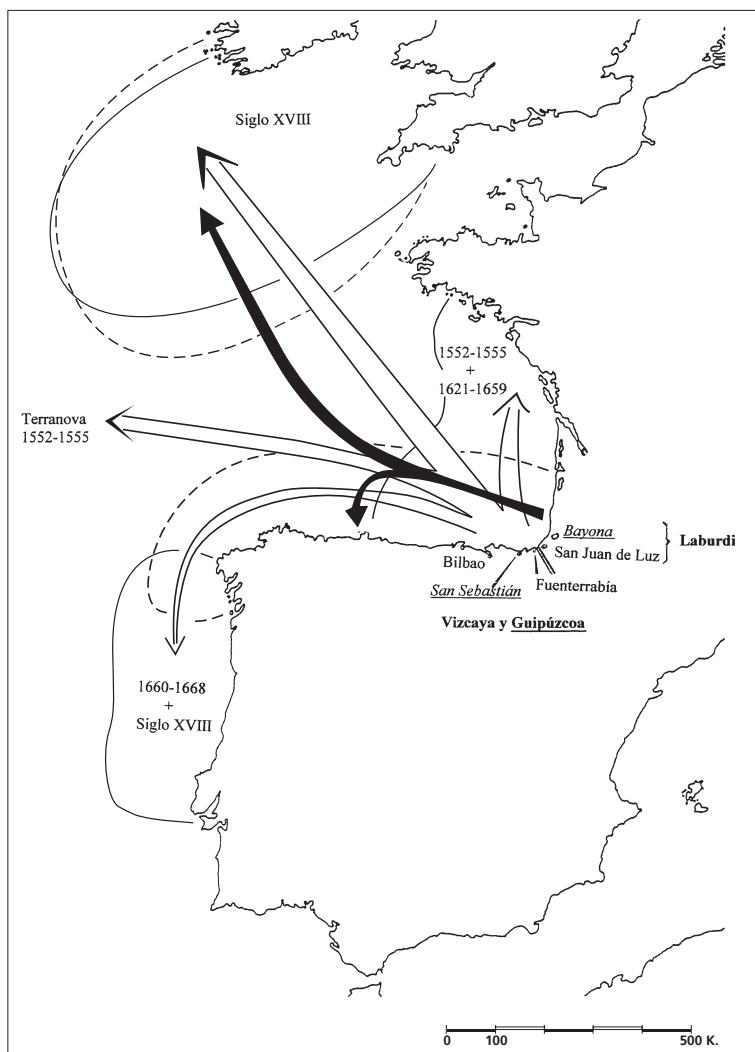 Siglo XVIII
1552-1555
+
1621-1659
Terranova
1552-1555
Bayona
San Juan de Luz
Laburdi
Bilbao
Fuenterrabía
San Sebastián
Vizcaya y Guipúzcoa
1660-1668
+
Siglo XVIII
0 100 500 K.